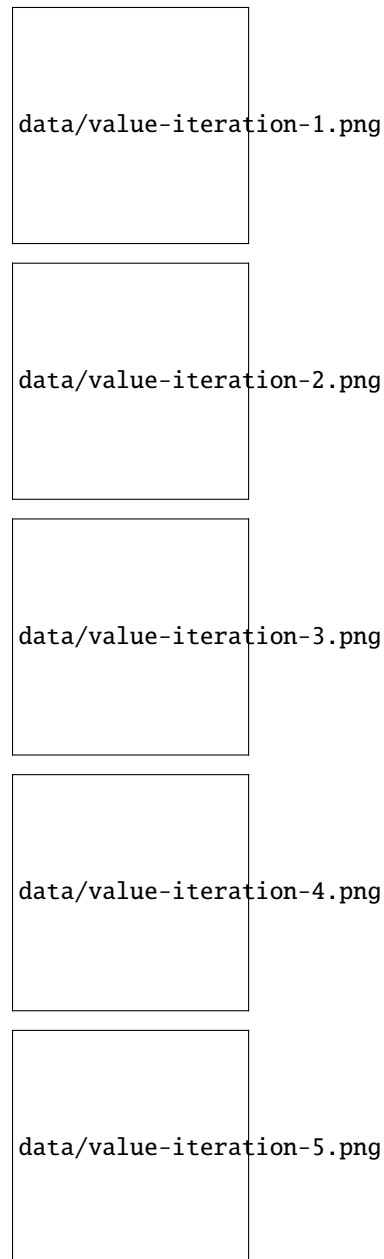 data/value-iteration-1.png
data/value-iteration-2.png
data/value-iteration-3.png
data/value-iteration-4.png
data/value-iteration-5.png